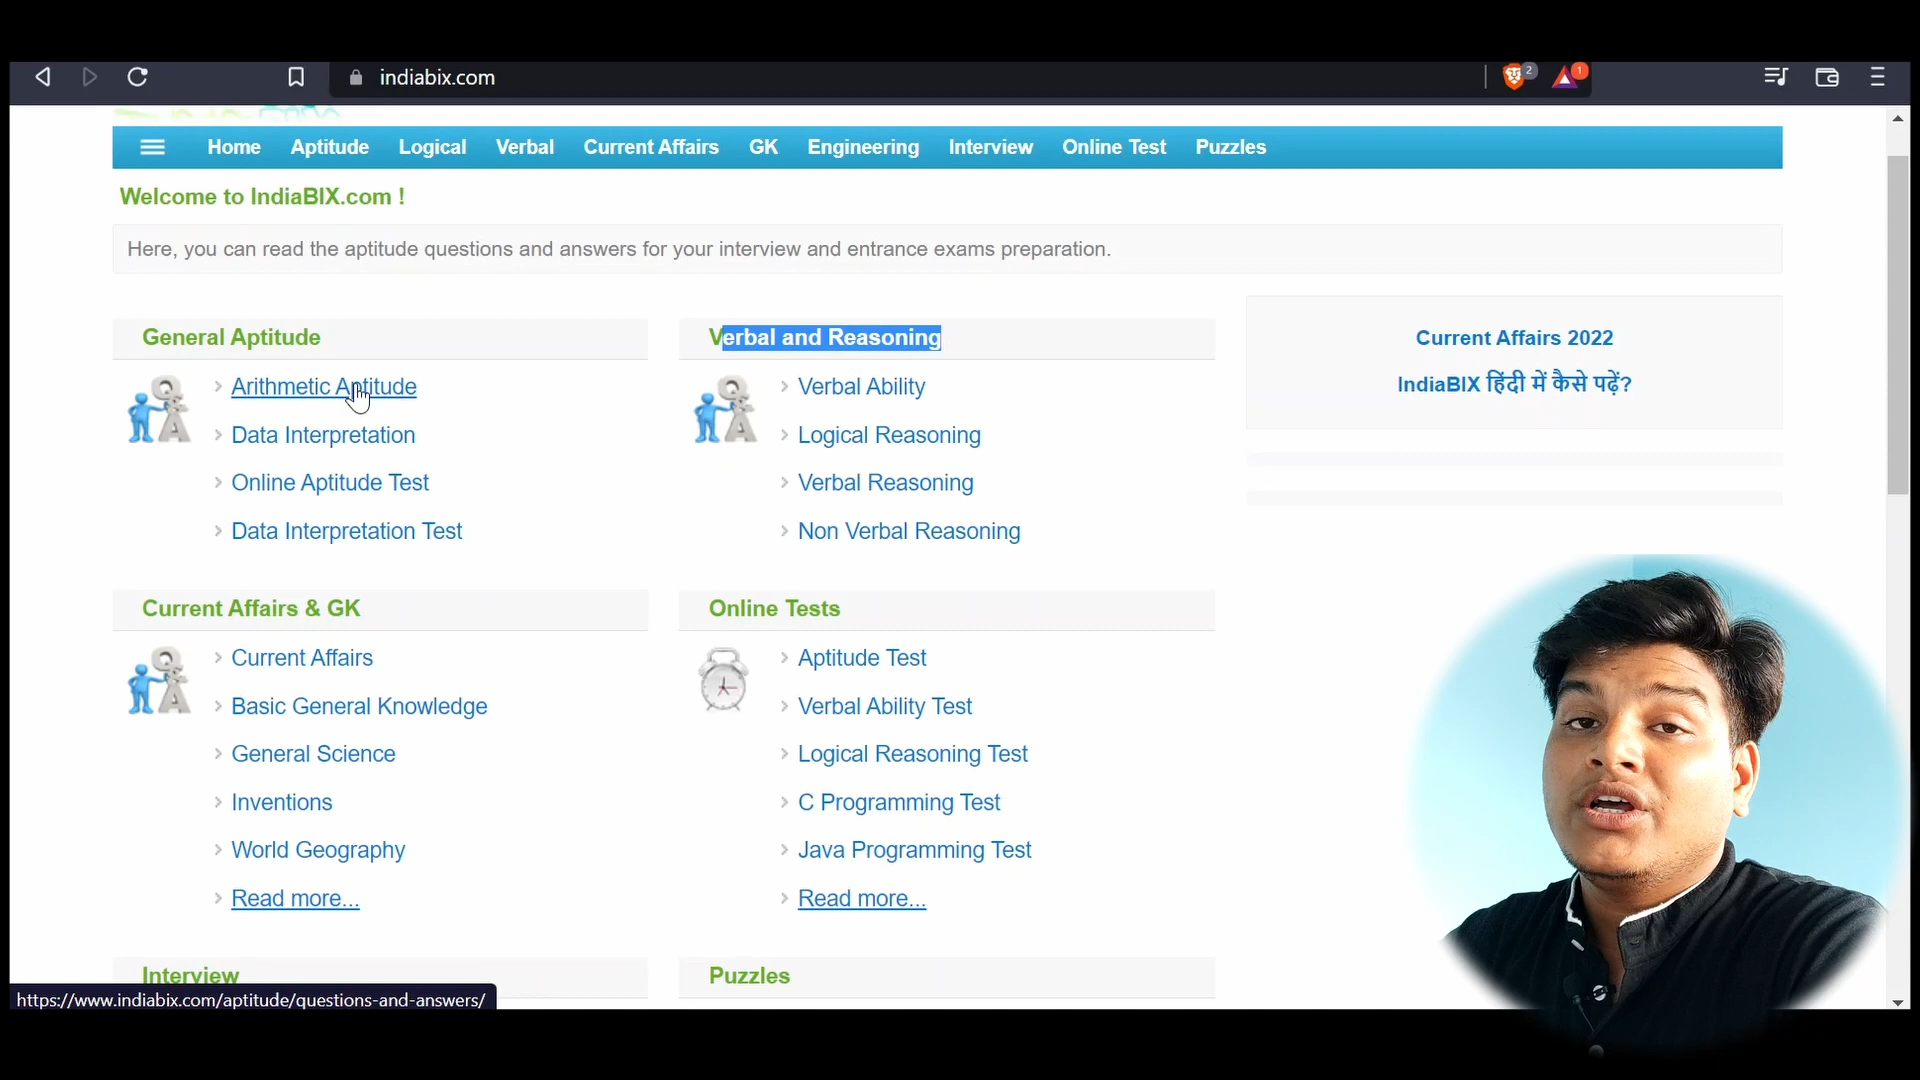 indiabix.com
2
1
Home Aptitude Logical Verbal Current Affairs GK Engineering Interview Online Test Puzzles
Welcome to IndiaBIX.com !
Here, you can read the aptitude questions and answers for your interview and entrance exams preparation.
General Aptitude
Arithmetic Aptitude
Data Interpretation
Online Aptitude Test
Data Interpretation Test
Verbal and Reasoning
Verbal Ability
Logical Reasoning
Verbal Reasoning
Non Verbal Reasoning
Current Affairs 2022
IndiaBIX हिंदी में कैसे पढ़ें?
Current Affairs & GK
Current Affairs
Basic General Knowledge
General Science
Inventions
World Geography
Read more...
Online Tests
Aptitude Test
Verbal Ability Test
Logical Reasoning Test
C Programming Test
Java Programming Test
Read more...
Interview
Puzzles
https://www.indiabix.com/aptitude/questions-and-answers/